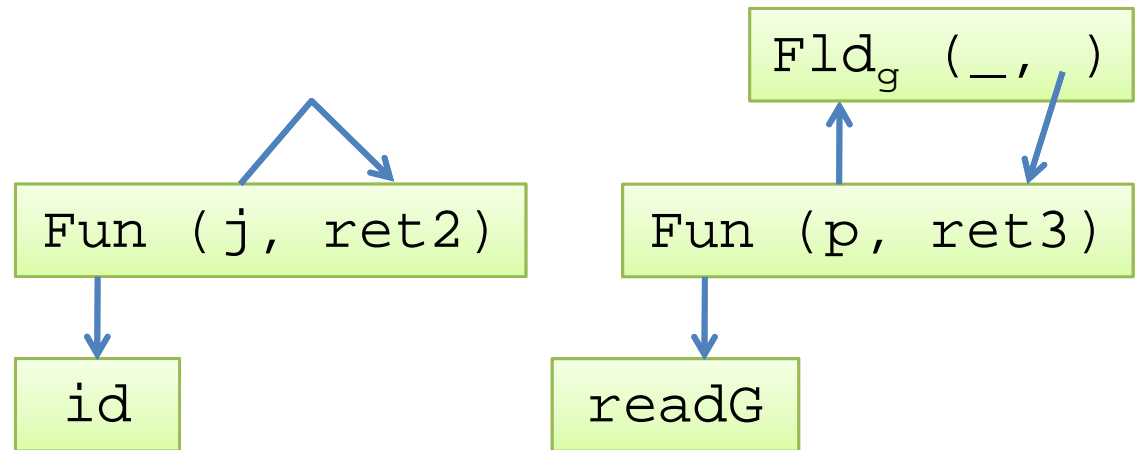 Fld_g (_, )
Fun (j, ret2)
Fun (p, ret3)
id
readG